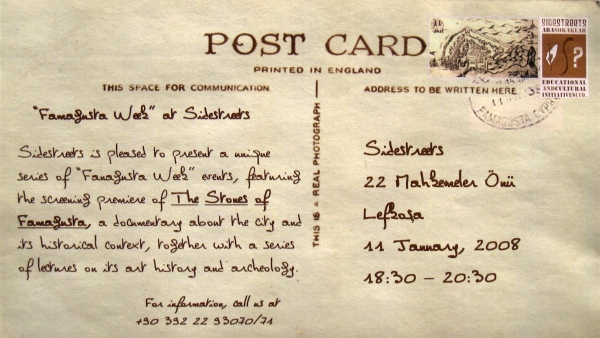 POST CARD
PRINTED IN ENGLAND
THIS SPACE FOR COMMUNICATION
ADDRESS TO BE WRITTEN HERE
THIS IS A REAL PHOTOGRAPH
"Famagusta Week" at Sidestreets
Sidestreets is pleased to present a unique
series of "Famagusta Week" events, featuring
the screening premiere of The Stones of
Famagusta, a documentary about the city and
its historical context, together with a series
of lectures on its art history and archeology.
For information, call us at
+90 392 22 93070/71
SIDESTREETS
ARASOKAKLAR
EDUCATIONAL
AND CULTURAL
INITIATIVES LTD.
FAMAGUSTA CYPRUS
Sidestreets
22 Mahkemeler Önü
Lefkoşa
11 January, 2008
18:30 – 20:30